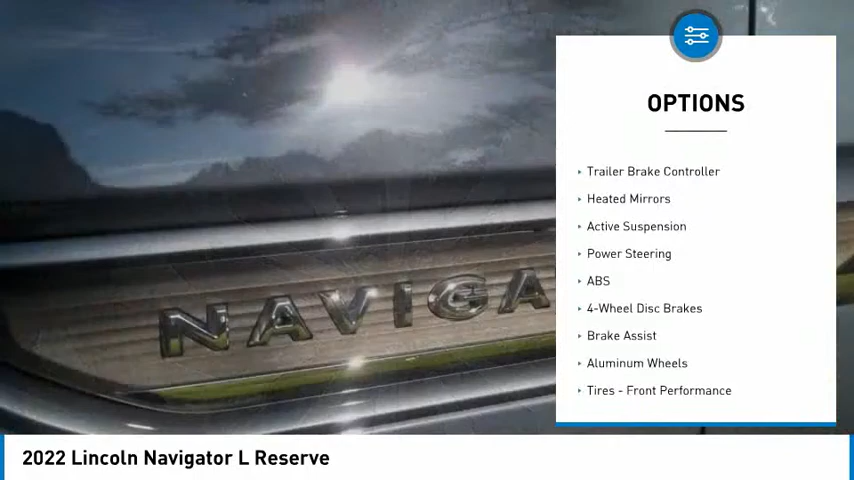 NAVIGA
OPTIONS
Trailer Brake Controller
Heated Mirrors
Active Suspension
Power Steering
ABS
4-Wheel Disc Brakes
Brake Assist
Aluminum Wheels
Tires - Front Performance
2022 Lincoln Navigator L Reserve